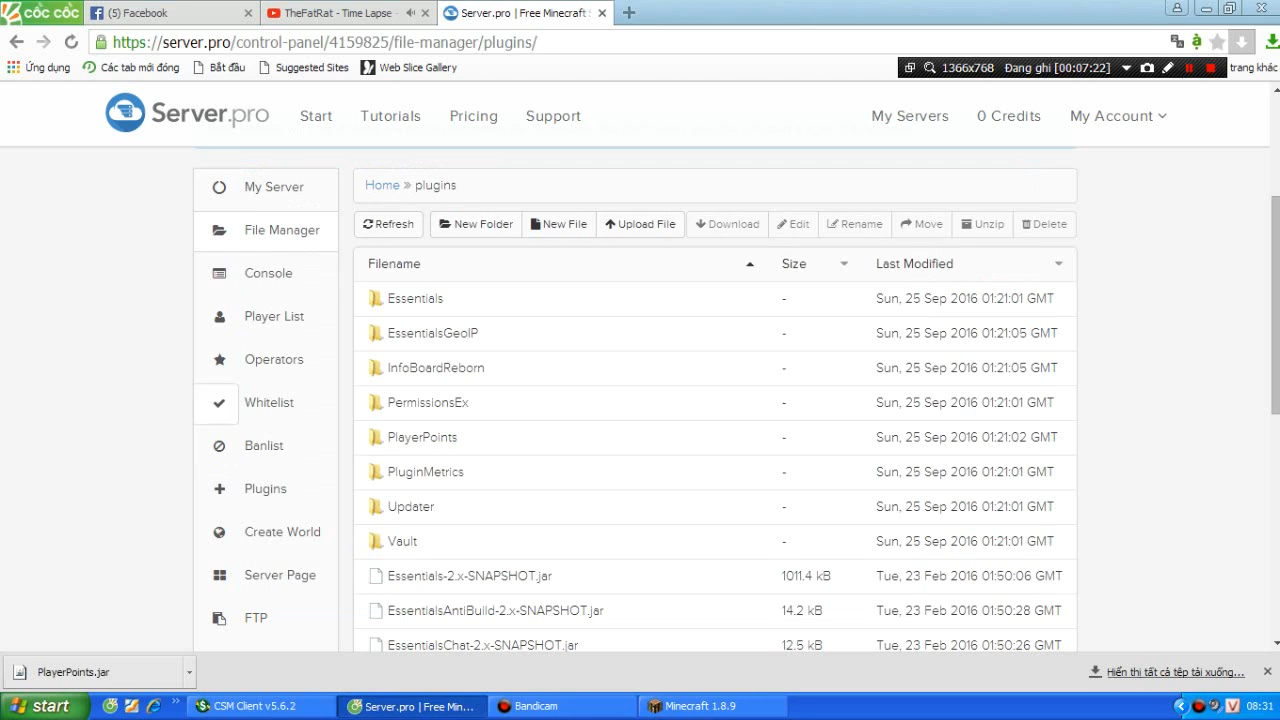 CỐC CỐC
(5) Facebook
TheFatRat - Time Lapse
Server.pro | Free Minecraft S
https://server.pro/control-panel/4159825/file-manager/plugins/
Ứng dụng Các tab mới đóng Bắt đầu Suggested Sites Web Slice Gallery
1366x768 Đang ghi [00:07:22] trang khác
Server.pro Start Tutorials Pricing Support My Servers 0 Credits My Account
My Server
File Manager
Console
Player List
Operators
Whitelist
Banlist
Plugins
Create World
Server Page
FTP
Home » plugins
Refresh New Folder New File Upload File Download Edit Rename Move Unzip Delete
Filename Size Last Modified
Essentials - Sun, 25 Sep 2016 01:21:01 GMT
EssentialsGeoIP - Sun, 25 Sep 2016 01:21:05 GMT
InfoBoardReborn - Sun, 25 Sep 2016 01:21:05 GMT
PermissionsEx - Sun, 25 Sep 2016 01:21:01 GMT
PlayerPoints - Sun, 25 Sep 2016 01:21:02 GMT
PluginMetrics - Sun, 25 Sep 2016 01:21:01 GMT
Updater - Sun, 25 Sep 2016 01:21:01 GMT
Vault - Sun, 25 Sep 2016 01:21:01 GMT
Essentials-2.x-SNAPSHOT.jar 1011.4 kB Tue, 23 Feb 2016 01:50:06 GMT
EssentialsAntiBuild-2.x-SNAPSHOT.jar 14.2 kB Tue, 23 Feb 2016 01:50:28 GMT
EssentialsChat-2.x-SNAPSHOT.jar 12.5 kB Tue, 23 Feb 2016 01:50:26 GMT
PlayerPoints.jar Hiển thị tất cả tệp tải xuống...
start CSM Client v5.6.2 Server.pro | Free Min... Bandicam Minecraft 1.8.9 V 08:31